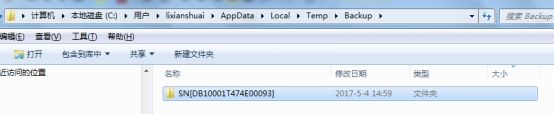 计算机 ▸ 本地磁盘 (C:) ▸ 用户 ▸ lixianshuai ▸ AppData ▸ Local ▸ Temp ▸ Backup ▸ 搜索 Backup
编辑(E) 查看(V) 工具(T) 帮助(H)
打开 包含到库中 共享 新建文件夹
近访问的位置 名称 修改日期 类型 大小
SN[DB10001T474E00093] 2017-5-4 14:59 文件夹